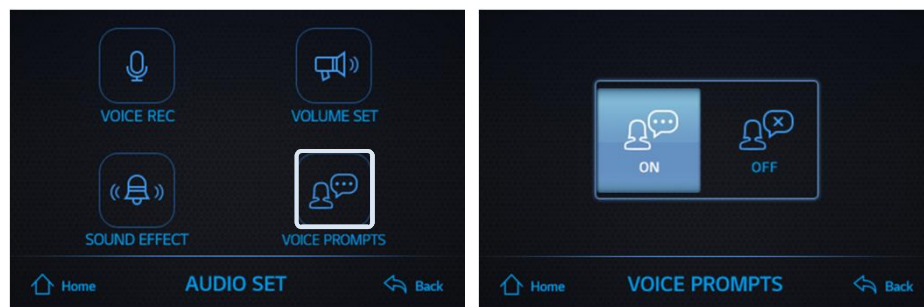 VOICE REC
VOLUME SET
SOUND EFFECT
VOICE PROMPTS
Home
AUDIO SET
Back
ON
OFF
Home
VOICE PROMPTS
Back